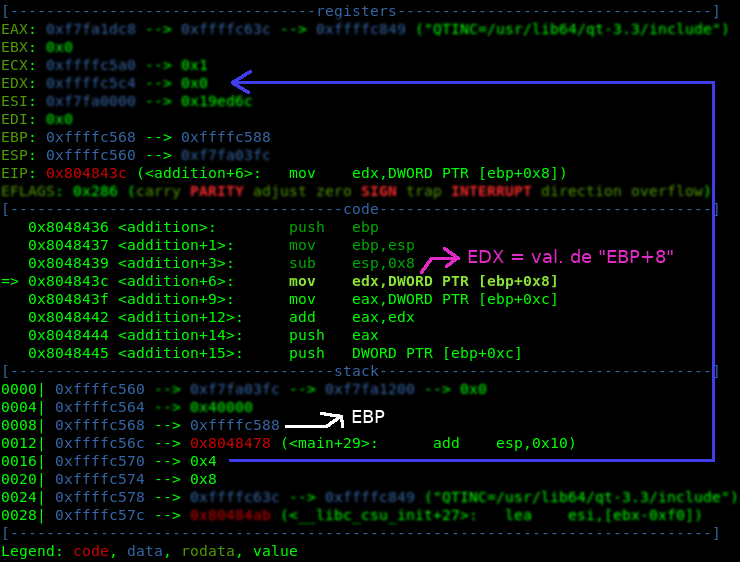 [---------------------------------registers---------------------------------]
EAX: 0xf7fa1dc8 --> 0xffffc63c --> 0xffffc849 ("QTINC=/usr/lib64/qt-3.3/include")
EBX: 0x0
ECX: 0xffffc5a0 --> 0x1
EDX: 0xffffc5c4 --> 0x0
ESI: 0xf7fa0000 --> 0x19ed6c
EDI: 0x0
EBP: 0xffffc568 --> 0xffffc588
ESP: 0xffffc560 --> 0xf7fa03fc
EIP: 0x804843c (<addition+6>: mov edx,DWORD PTR [ebp+0x8])
EFLAGS: 0x286 (carry PARITY adjust zero SIGN trap INTERRUPT direction overflow)
[------------------------------------code------------------------------------]
0x8048436 <addition>: push ebp
0x8048437 <addition+1>: mov ebp,esp
0x8048439 <addition+3>: sub esp,0x8
EDX = val. de "EBP+8"
=> 0x804843c <addition+6>: mov edx,DWORD PTR [ebp+0x8]
0x804843f <addition+9>: mov eax,DWORD PTR [ebp+0xc]
0x8048442 <addition+12>: add eax,edx
0x8048444 <addition+14>: push eax
0x8048445 <addition+15>: push DWORD PTR [ebp+0xc]
[-----------------------------------stack------------------------------------]
0000| 0xffffc560 --> 0xf7fa03fc --> 0xf7fa1200 --> 0x0
0004| 0xffffc564 --> 0x40000
0008| 0xffffc568 --> 0xffffc588
EBP
0012| 0xffffc56c --> 0x8048478 (<main+29>: add esp,0x10)
0016| 0xffffc570 --> 0x4
0020| 0xffffc574 --> 0x8
0024| 0xffffc578 --> 0xffffc63c --> 0xffffc849 ("QTINC=/usr/lib64/qt-3.3/include")
0028| 0xffffc57c --> 0x80484ab (<__libc_csu_init+27>: lea esi,[ebx-0xf0])
[----------------------------------------------------------------------------]
Legend: code, data, rodata, value